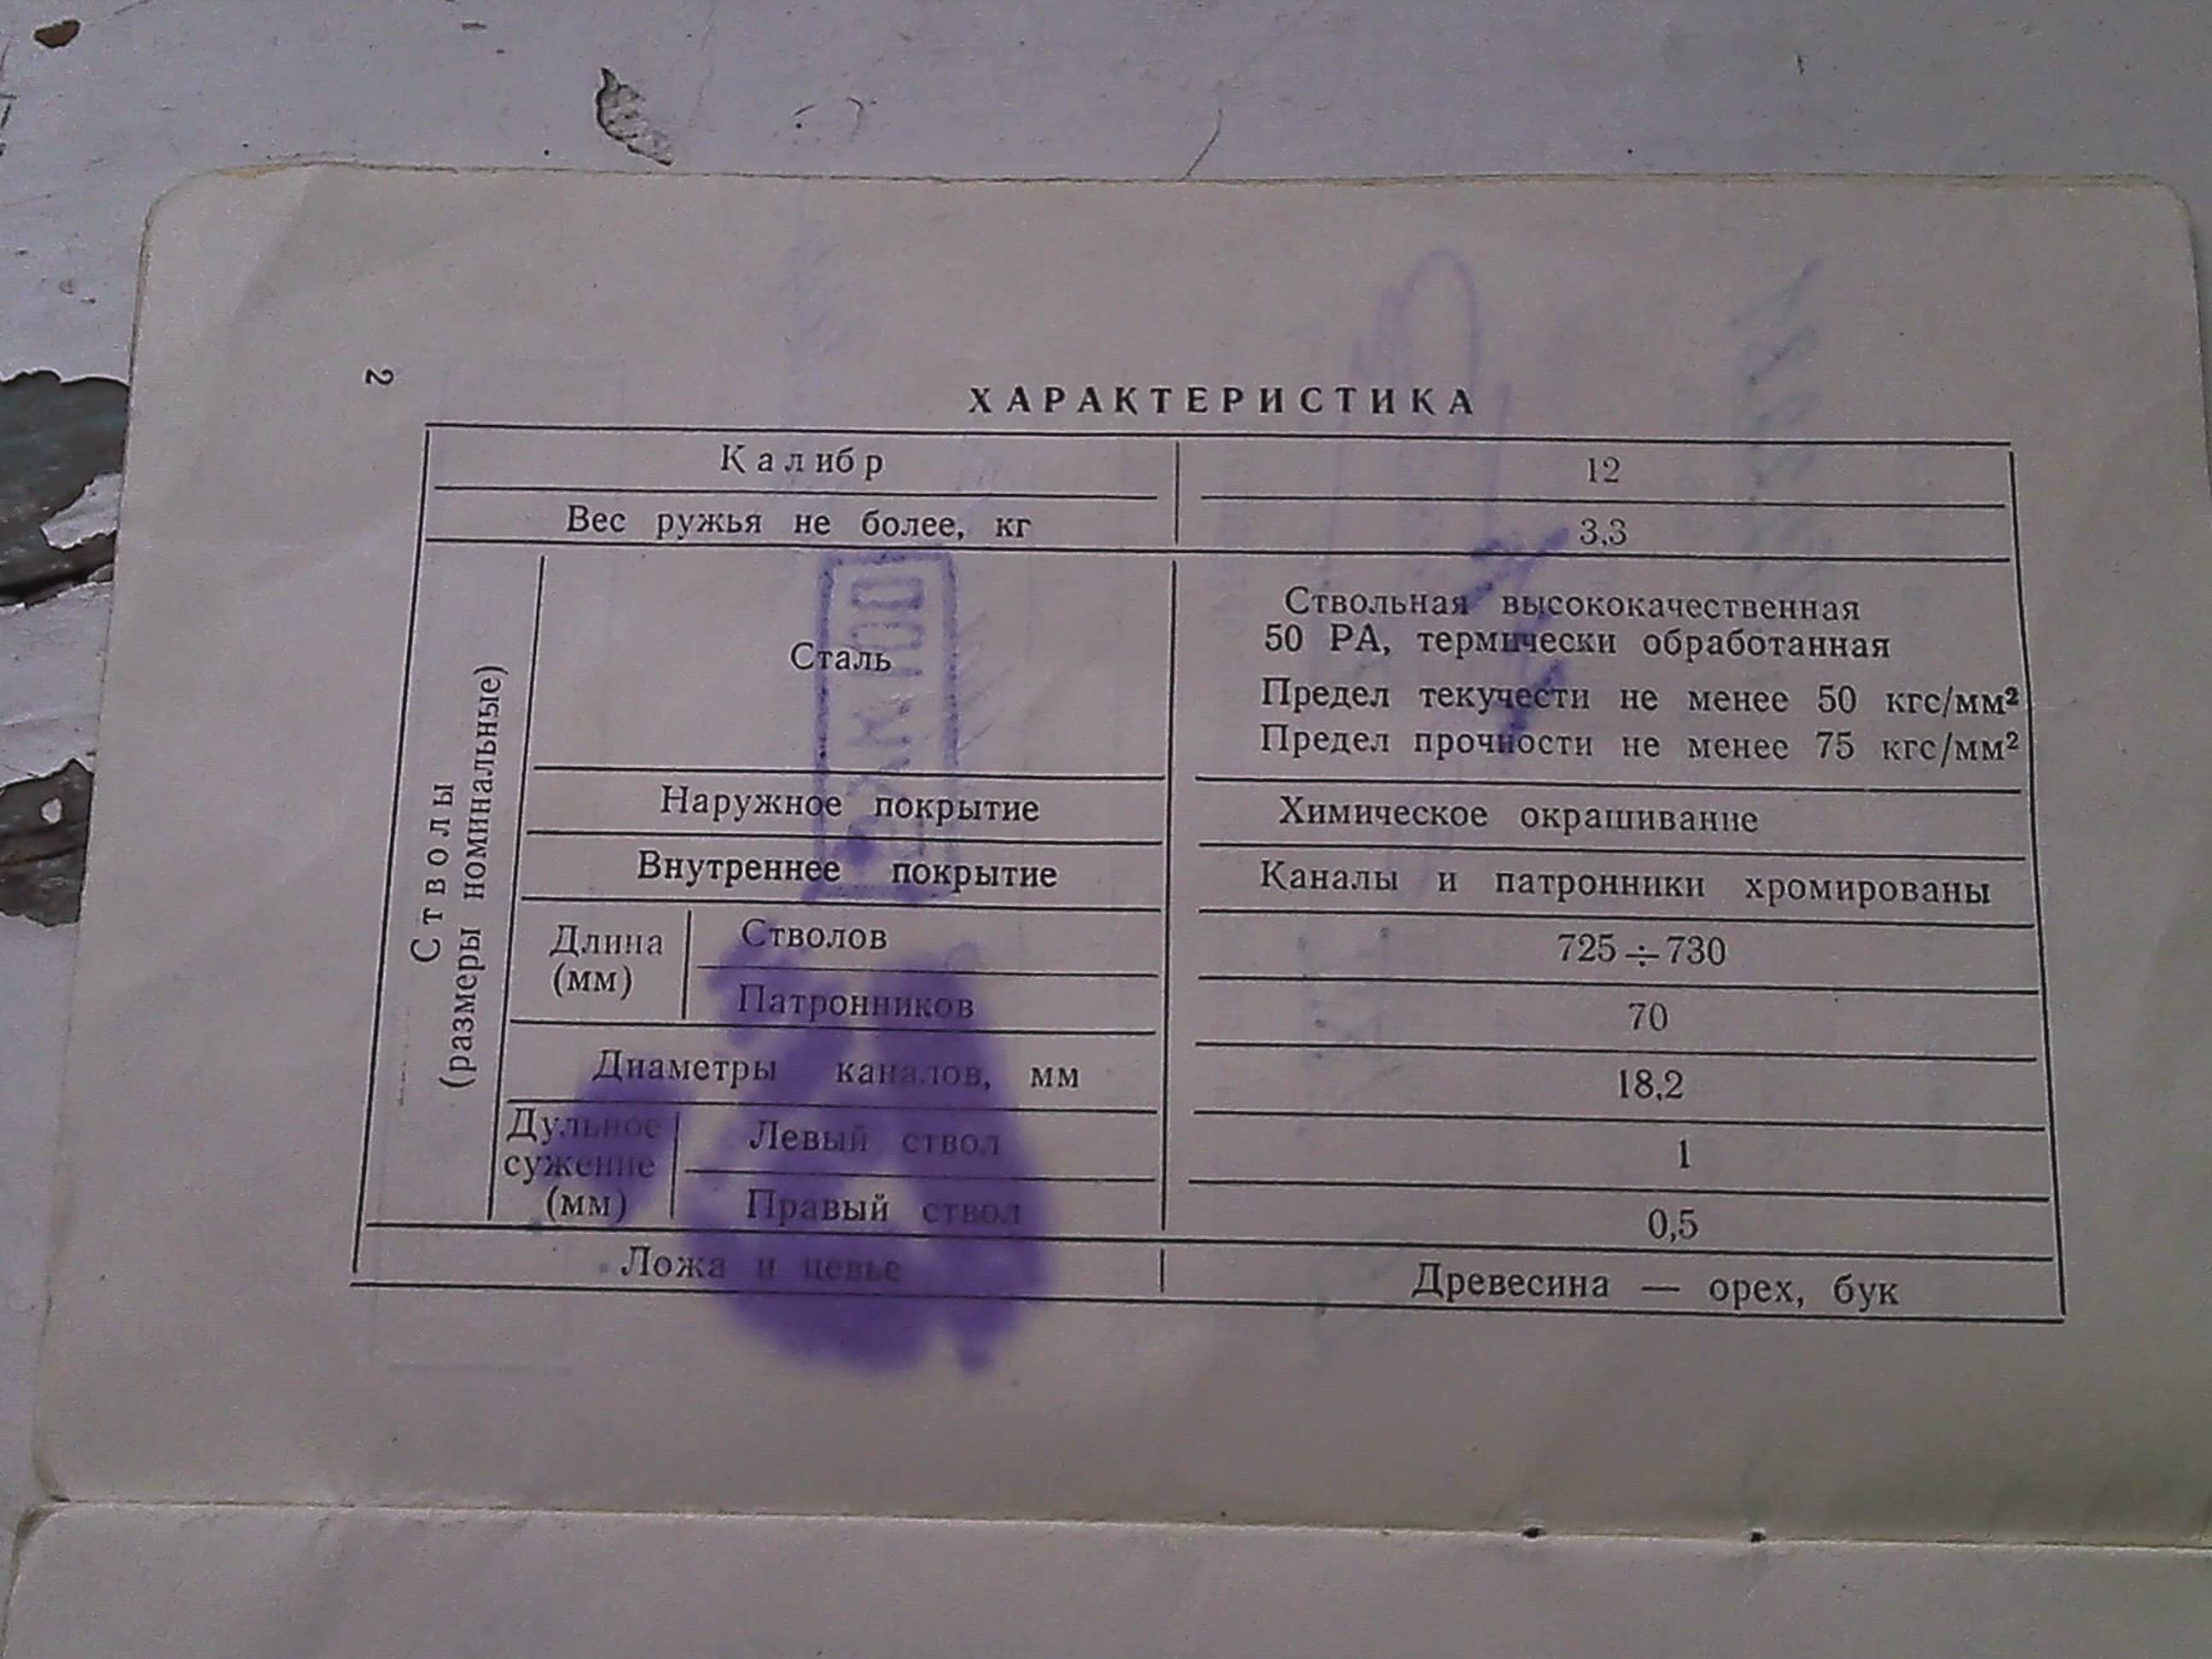 2
ХАРАКТЕРИСТИКА
Калибр 12
Вес ружья не более, кг 3,3
Стволы
(размеры номинальные)
Сталь
Ствольная высококачественная
50 РА, термически обработанная
Предел текучести не менее 50 кгс/мм²
Предел прочности не менее 75 кгс/мм²
Наружное покрытие Химическое окрашивание
Внутреннее покрытие Каналы и патронники хромированы
Длина
(мм)
Стволов 725÷730
Патронников 70
Диаметры каналов, мм 18,2
Дульное
сужение
(мм)
Левый ствол 1
Правый ствол 0,5
Ложа и цевье Древесина — орех, бук